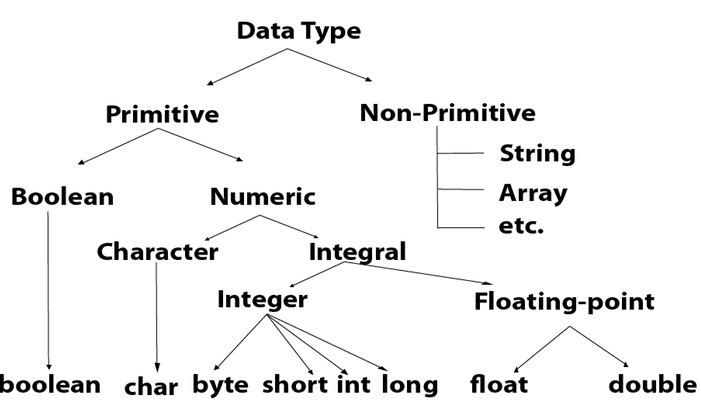 Data Type
Primitive
Non-Primitive
String
Boolean
Numeric
Array
etc.
Character
Integral
Integer
Floating-point
boolean
char
byte
short
int
long
float
double